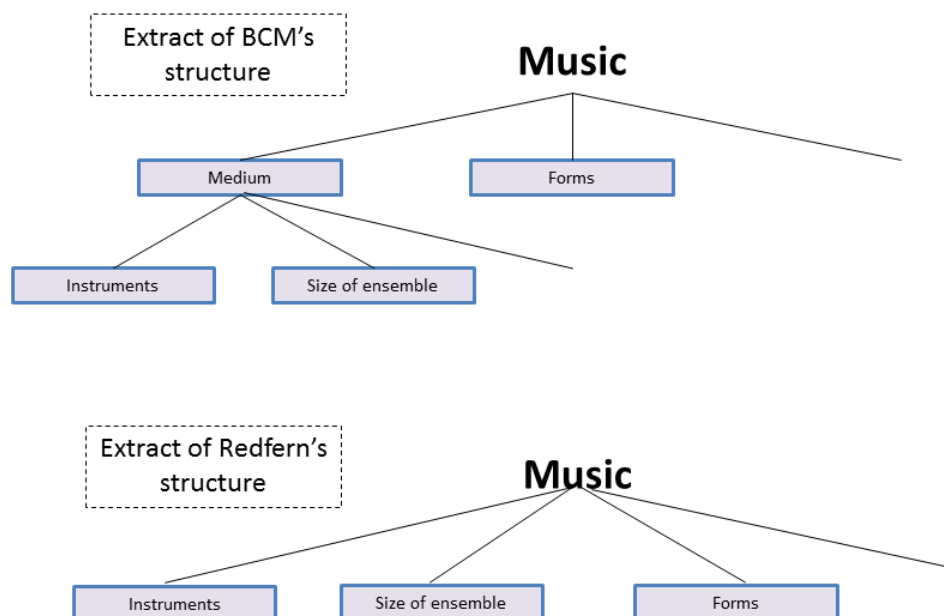 Extract of BCM’s
structure
Music
Medium
Forms
Instruments
Size of ensemble
Extract of Redfern’s
structure
Music
Instruments
Size of ensemble
Forms